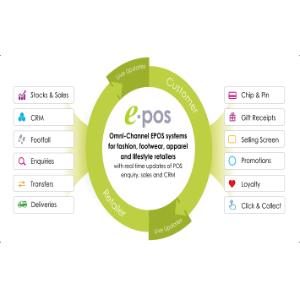 Live Updates
Customer
Stocks & Sales
CRM
Footfall
Enquiries
Transfers
Deliveries
e-pos
Omni-Channel EPOS systems
for fashion, footwear, apparel
and lifestyle retailers
with real time updates of POS
enquiry, sales and CRM
Chip & Pin
Gift Receipts
Selling Screen
Promotions
Loyalty
Click & Collect
Retailer
Live Updates